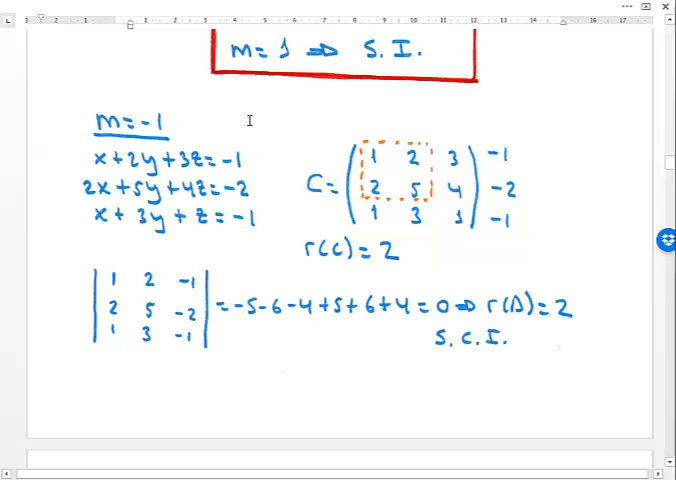 m=1 ⇒ S.I.
m=-1
x+2y+3z=-1
2x+5y+4z=-2
x+3y+z=-1
C=
1 2 3 -1
2 5 4 -2
1 3 1 -1
r(C)=2
1 2 -1
2 5 -2
1 3 -1
=-5-6-4+5+6+4=0⇒ r(A)=2
S.C.I.